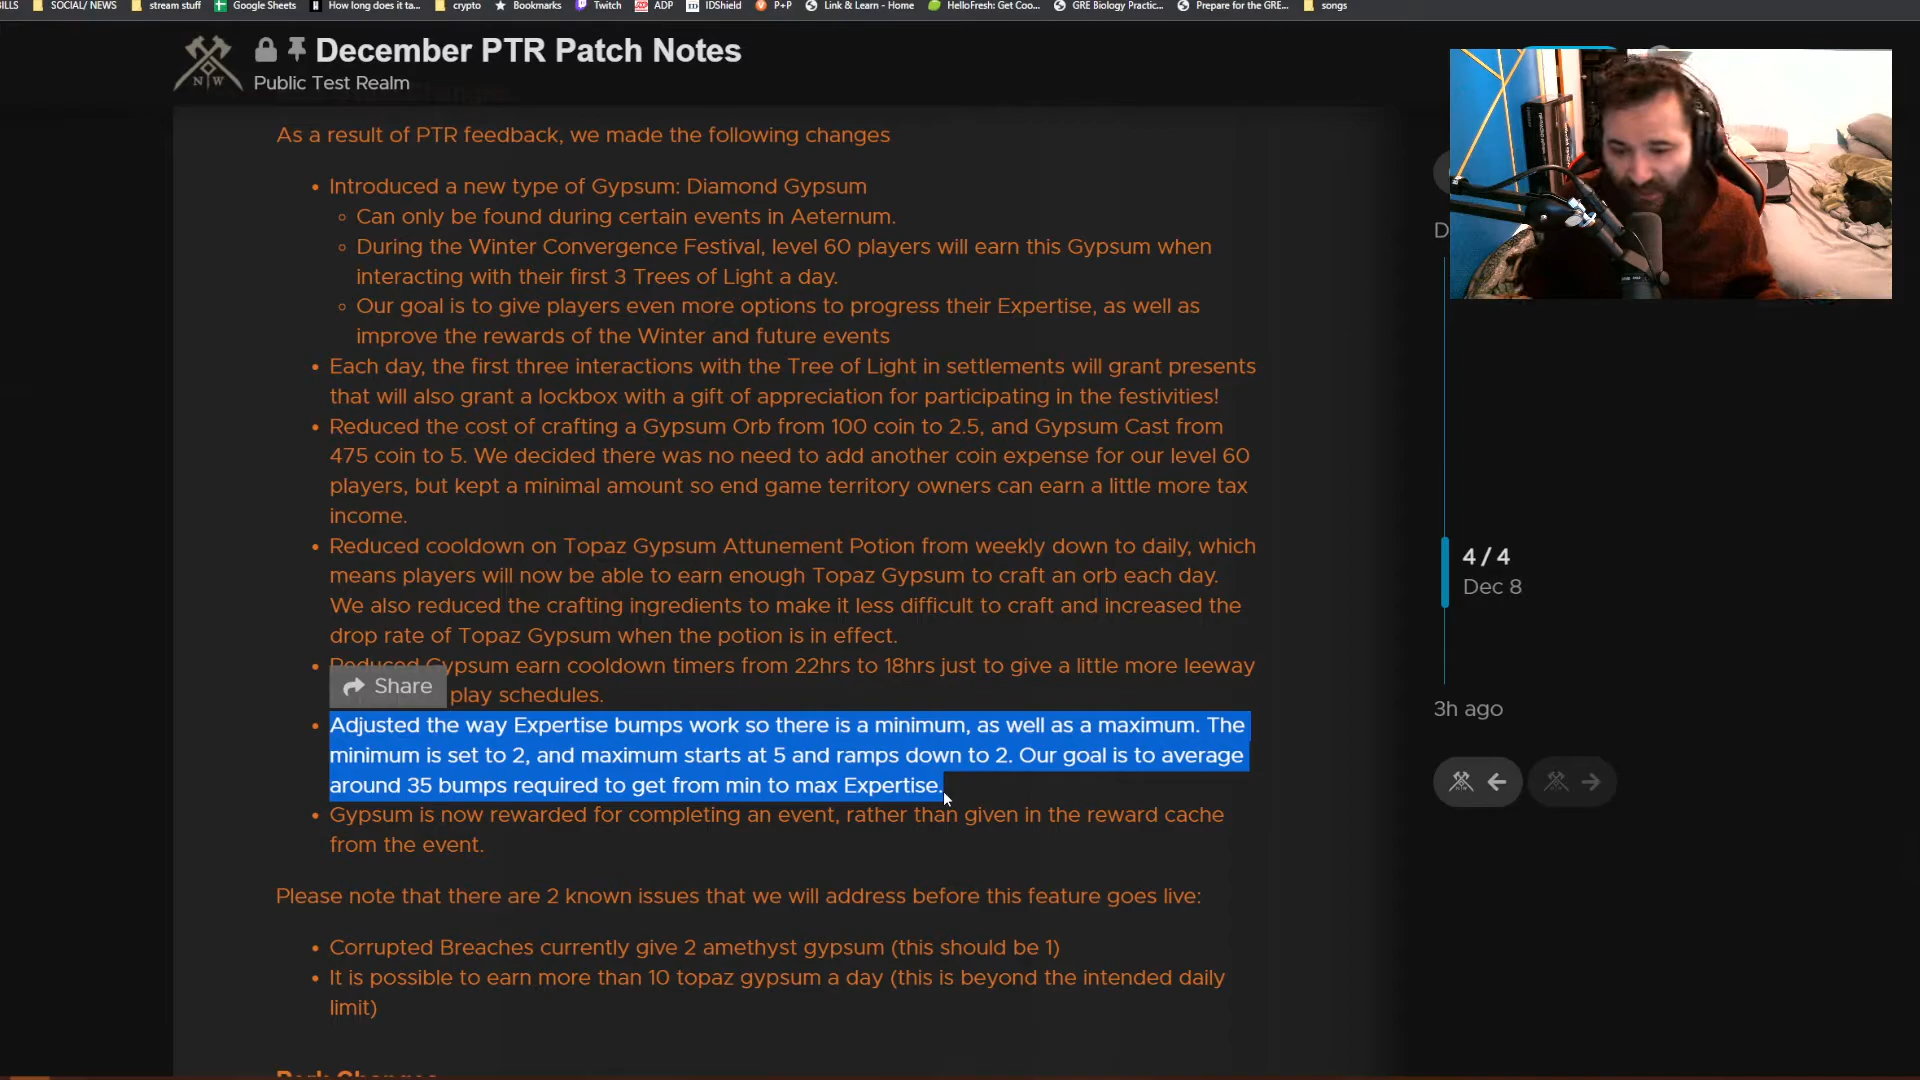 BILLS SOCIAL/ NEWS stream stuff Google Sheets How long does it ta... crypto Bookmarks Twitch ADP IDShield P+P Link & Learn - Home HelloFresh: Get Coo... GRE Biology Practic... Prepare for the GRE... songs
December PTR Patch Notes
N W
Public Test Realm
As a result of PTR feedback, we made the following changes
• Introduced a new type of Gypsum: Diamond Gypsum
Can only be found during certain events in Aeternum.
During the Winter Convergence Festival, level 60 players will earn this Gypsum when
interacting with their first 3 Trees of Light a day.
Our goal is to give players even more options to progress their Expertise, as well as
improve the rewards of the Winter and future events
• Each day, the first three interactions with the Tree of Light in settlements will grant presents
that will also grant a lockbox with a gift of appreciation for participating in the festivities!
• Reduced the cost of crafting a Gypsum Orb from 100 coin to 2.5, and Gypsum Cast from
475 coin to 5. We decided there was no need to add another coin expense for our level 60
players, but kept a minimal amount so end game territory owners can earn a little more tax
income.
• Reduced cooldown on Topaz Gypsum Attunement Potion from weekly down to daily, which
means players will now be able to earn enough Topaz Gypsum to craft an orb each day.
We also reduced the crafting ingredients to make it less difficult to craft and increased the
drop rate of Topaz Gypsum when the potion is in effect.
• Reduced Gypsum earn cooldown timers from 22hrs to 18hrs just to give a little more leeway
Share play schedules.
• Adjusted the way Expertise bumps work so there is a minimum, as well as a maximum. The
minimum is set to 2, and maximum starts at 5 and ramps down to 2. Our goal is to average
around 35 bumps required to get from min to max Expertise.
• Gypsum is now rewarded for completing an event, rather than given in the reward cache
from the event.
Please note that there are 2 known issues that we will address before this feature goes live:
• Corrupted Breaches currently give 2 amethyst gypsum (this should be 1)
• It is possible to earn more than 10 topaz gypsum a day (this is beyond the intended daily
limit)
D
4 / 4
Dec 8
3h ago